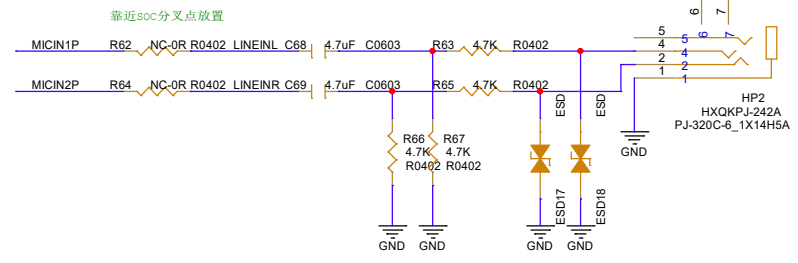 靠近SOC分叉点放置
6 7
MICIN1P R62 NC-0R R0402 LINEINL C68 4.7uF C0603 R63 4.7K R0402
MICIN2P R64 NC-0R R0402 LINEINR C69 4.7uF C0603 R65 4.7K R0402
5 5 6 7
4 4
2 2
1 1
HP2
HXQKPJ-242A
PJ-320C-6_1X14H5A
ESD ESD
R66 R67
4.7K 4.7K
R0402 R0402
GND
ESD17 ESD18
GND GND GND GND